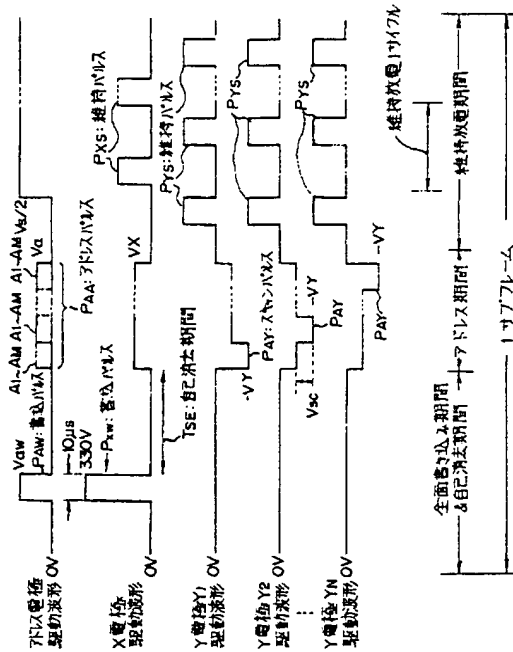 アドレス電極
駆動波形
0V
Vaw
PAW:書込パルス
10μs
A1~AM A1~AM A1~AM
Va
Vs/2
PAA:アドレスパルス
X電極
駆動波形
0V
330V
PXW:書込パルス
TSE:自己消去期間
VX
PXS:維持パルス
Y電極Y1
駆動波形
0V
-VY
PAY:スキャンパルス
PYS:維持パルス
Y電極Y2
駆動波形
0V
Vsc
-VY
PAY
PYS
Y電極YN
駆動波形
0V
PAY
-VY
PYS
維持放電1サイクル
全面書き込み期間
&自己消去期間
アドレス期間
維持放電期間
1サブフレーム